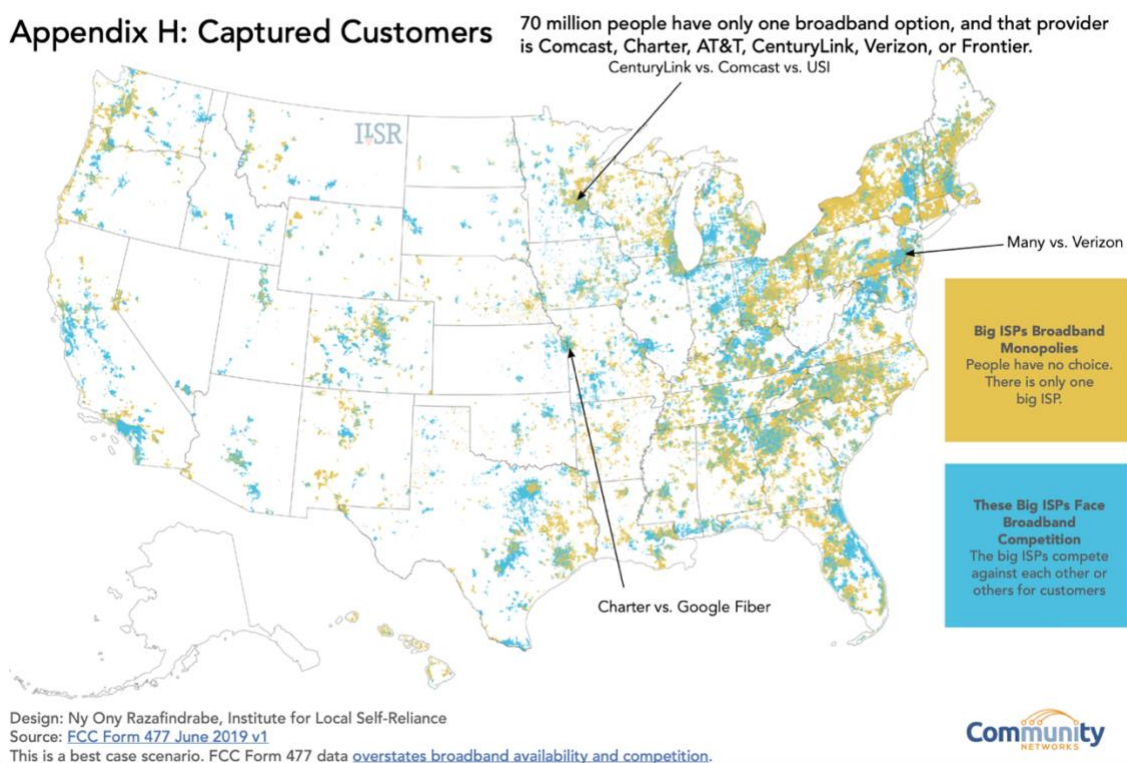 Appendix H: Captured Customers
70 million people have only one broadband option, and that provider
is Comcast, Charter, AT&T, CenturyLink, Verizon, or Frontier.
CenturyLink vs. Comcast vs. USI
ILSR
Many vs. Verizon
Big ISPs Broadband
Monopolies
People have no choice.
There is only one
big ISP.
These Big ISPs Face
Broadband
Competition
The big ISPs compete
against each other or
others for customers
Charter vs. Google Fiber
Design: Ny Ony Razafindrabe, Institute for Local Self-Reliance
Source: FCC Form 477 June 2019 v1
This is a best case scenario. FCC Form 477 data overstates broadband availability and competition.
Community
NETWORKS